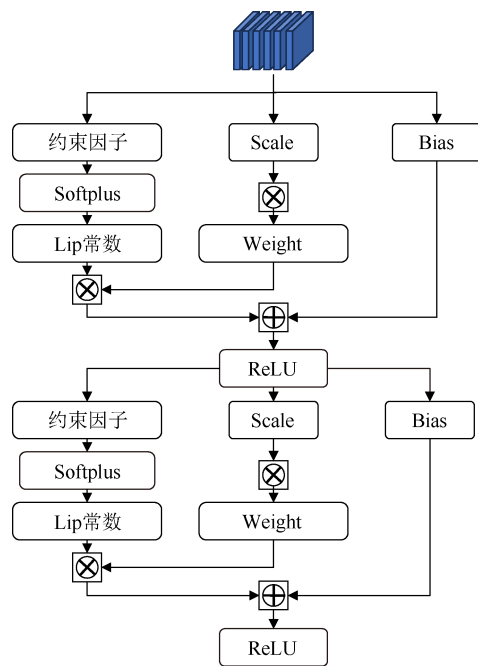 约束因子
Scale
Bias
Softplus
Lip常数
Weight
ReLU
约束因子
Scale
Bias
Softplus
Lip常数
Weight
ReLU